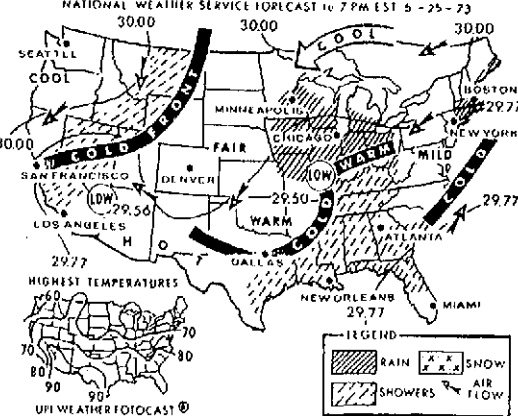 NATIONAL WEATHER SERVICE FORECAST to 7 PM EST 5-25-73
30.00
30.00
30.00
SEATTLE
COOL
COOL
BOSTON
29.77
MINNEAPOLIS
NEW YORK
COLD FRONT
FAIR
CHICAGO
30.00
WARM
MILD
SAN FRANCISCO
DENVER
LOW
COLD
LOW
29.56
29.50
29.77
WARM
COLD
LOS ANGELES
ATLANTA
HOT
DALLAS
29.77
NEW ORLEANS
MIAMI
29.77
HIGHEST TEMPERATURES
60
70
70
80
80
90
90
UPI WEATHER FOTOCAST ®
LEGEND
RAIN
SNOW
SHOWERS
AIR FLOW